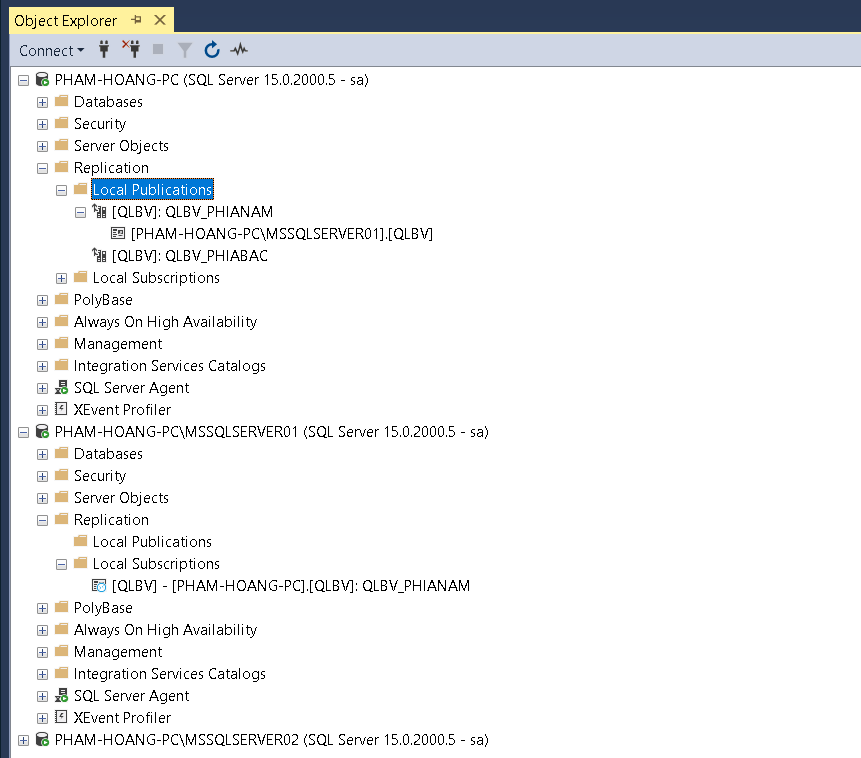 Object Explorer
Connect
PHAM-HOANG-PC (SQL Server 15.0.2000.5 - sa)
Databases
Security
Server Objects
Replication
Local Publications
[QLBV]: QLBV_PHIANAM
[PHAM-HOANG-PC\MSSQLSERVER01].[QLBV]
[QLBV]: QLBV_PHIABAC
Local Subscriptions
PolyBase
Always On High Availability
Management
Integration Services Catalogs
SQL Server Agent
XEvent Profiler
PHAM-HOANG-PC\MSSQLSERVER01 (SQL Server 15.0.2000.5 - sa)
Databases
Security
Server Objects
Replication
Local Publications
Local Subscriptions
[QLBV] - [PHAM-HOANG-PC].[QLBV]: QLBV_PHIANAM
PolyBase
Always On High Availability
Management
Integration Services Catalogs
SQL Server Agent
XEvent Profiler
PHAM-HOANG-PC\MSSQLSERVER02 (SQL Server 15.0.2000.5 - sa)